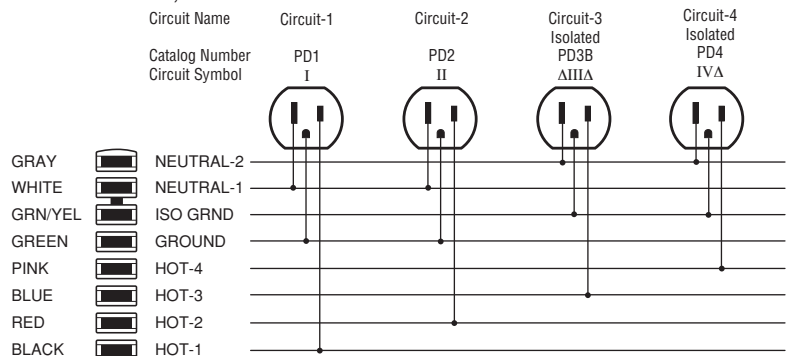 Circuit Name Circuit-1 Circuit-2 Circuit-3 Isolated Circuit-4 Isolated
Catalog Number PD1 PD2 PD3B PD4
Circuit Symbol I II ΔIIIΔ IVΔ
GRAY NEUTRAL-2
WHITE NEUTRAL-1
GRN/YEL ISO GRND
GREEN GROUND
PINK HOT-4
BLUE HOT-3
RED HOT-2
BLACK HOT-1